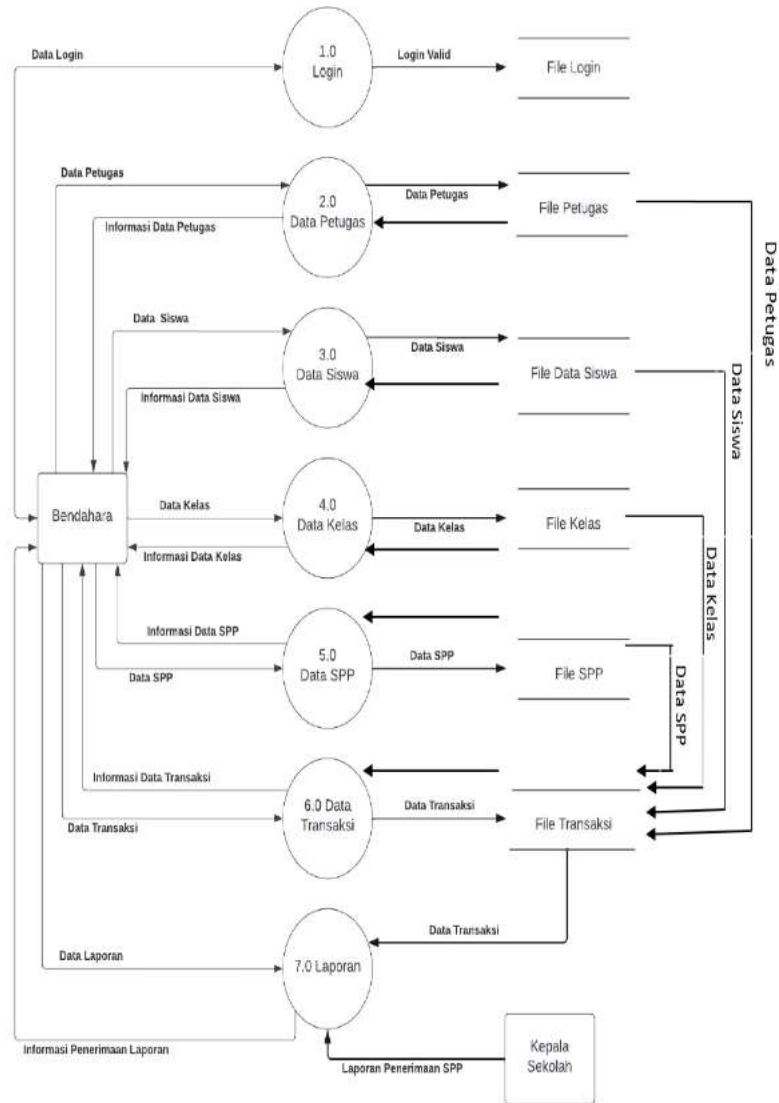 Data Login
1.0
Login
Login Valid
File Login
Data Petugas
2.0
Data Petugas
Data Petugas
File Petugas
Informasi Data Petugas
Data Petugas
Data Siswa
3.0
Data Siswa
Data Siswa
File Data Siswa
Informasi Data Siswa
Data Siswa
Bendahara
Data Kelas
4.0
Data Kelas
Data Kelas
File Kelas
Informasi Data Kelas
Data Kelas
Informasi Data SPP
5.0
Data SPP
Data SPP
Data SPP
File SPP
Data SPP
Informasi Data Transaksi
6.0 Data
Transaksi
Data Transaksi
Data Transaksi
File Transaksi
Data Transaksi
Data Laporan
7.0 Laporan
Informasi Penerimaan Laporan
Laporan Penerimaan SPP
Kepala
Sekolah